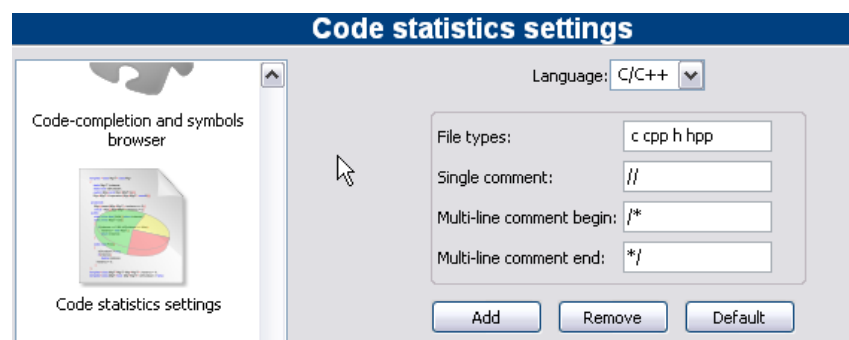 Code statistics settings
Language: C/C++
Code-completion and symbols
browser
File types: c cpp h hpp
Single comment: //
Multi-line comment begin: /*
Multi-line comment end: */
Code statistics settings
Add Remove Default